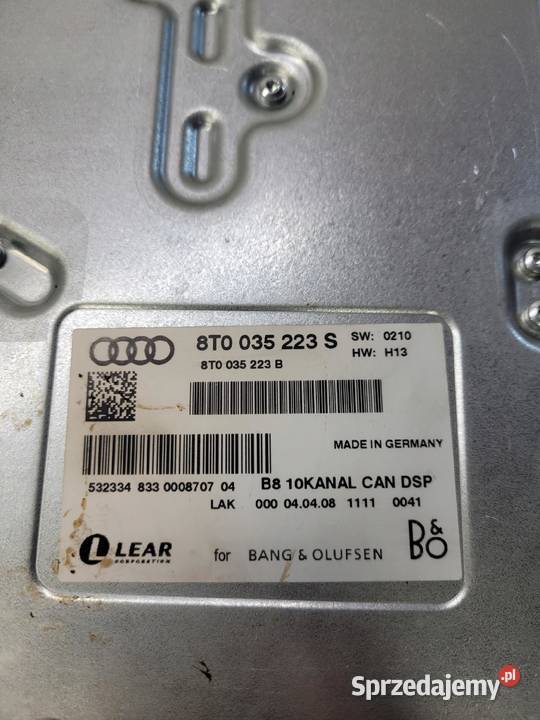 8T0 035 223 S SW: 0210
8T0 035 223 B HW: H13
MADE IN GERMANY
532334 833 0008707 04 B8 10KANAL CAN DSP
LAK 000 04.04.08 1111 0041
LEAR
CORPORATION
for BANG & OLUFSEN B&O
Sprzedajemy.pl